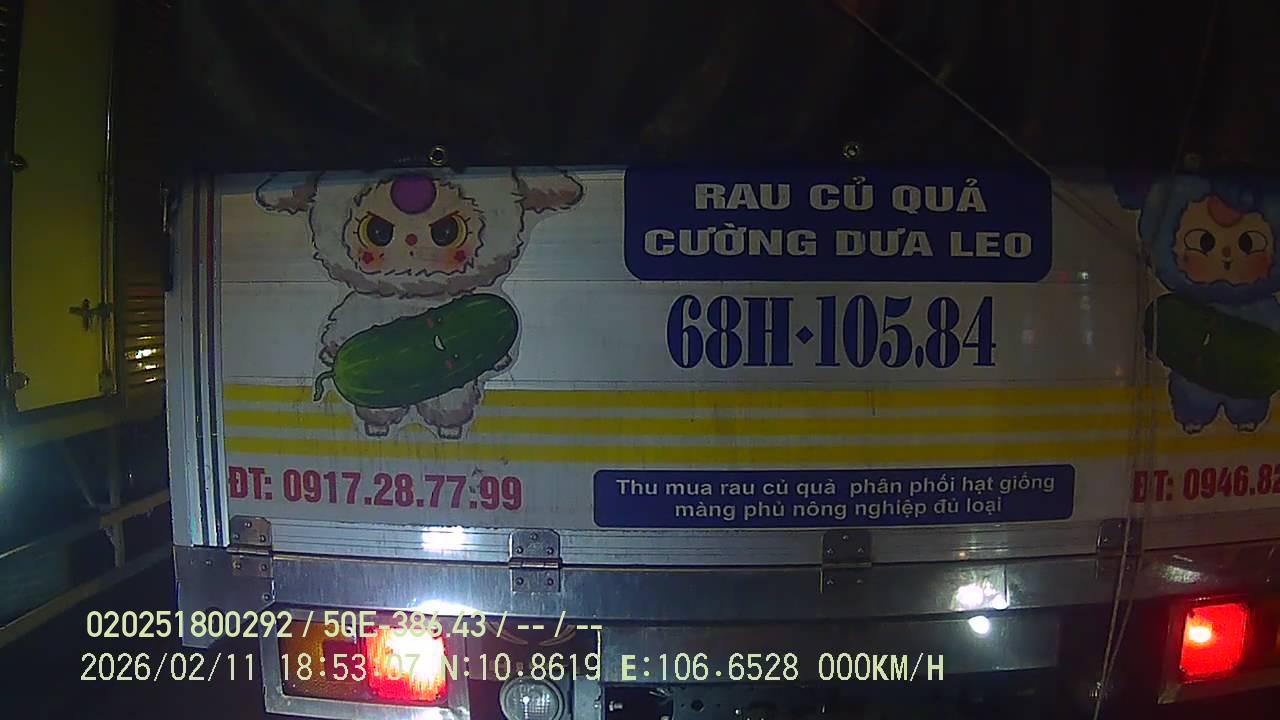 RAU CỦ QUẢ
CƯỜNG DƯA LEO
68H·105.84
ĐT: 0917.28.77.99
Thu mua rau củ quả phân phối hạt giống
màng phủ nông nghiệp đủ loại
ĐT: 0946.82
020251800292 / 5QE-386.43 / -- / --
2026/02/11 18:53:07 N:10.8619 E:106.6528 000KM/H